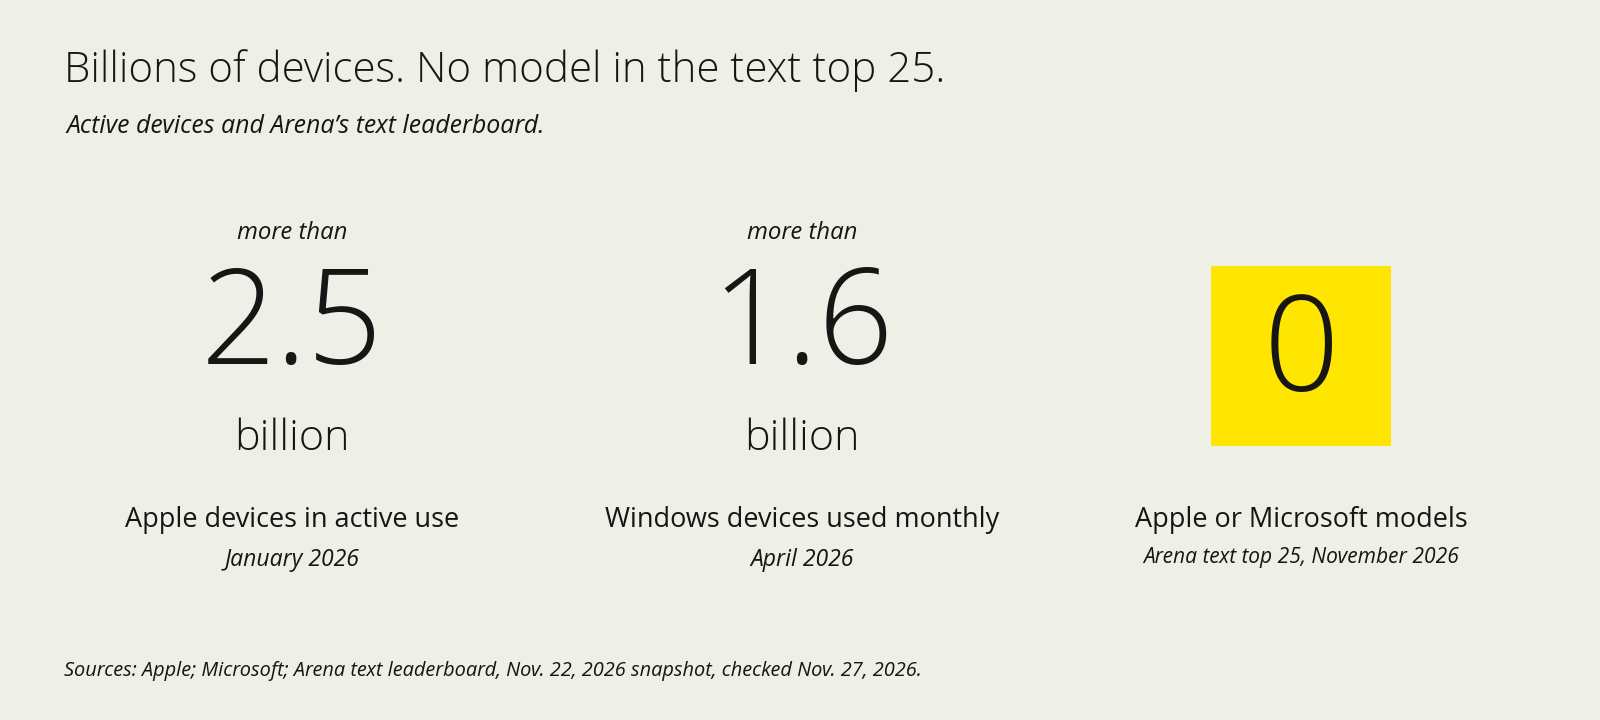 Billions of devices. No model in the text top 25.
Active devices and Arena’s text leaderboard.
more than
2.5
billion
Apple devices in active use
January 2026
more than
1.6
billion
Windows devices used monthly
April 2026
0
Apple or Microsoft models
Arena text top 25, November 2026
Sources: Apple; Microsoft; Arena text leaderboard, Nov. 22, 2026 snapshot, checked Nov. 27, 2026.